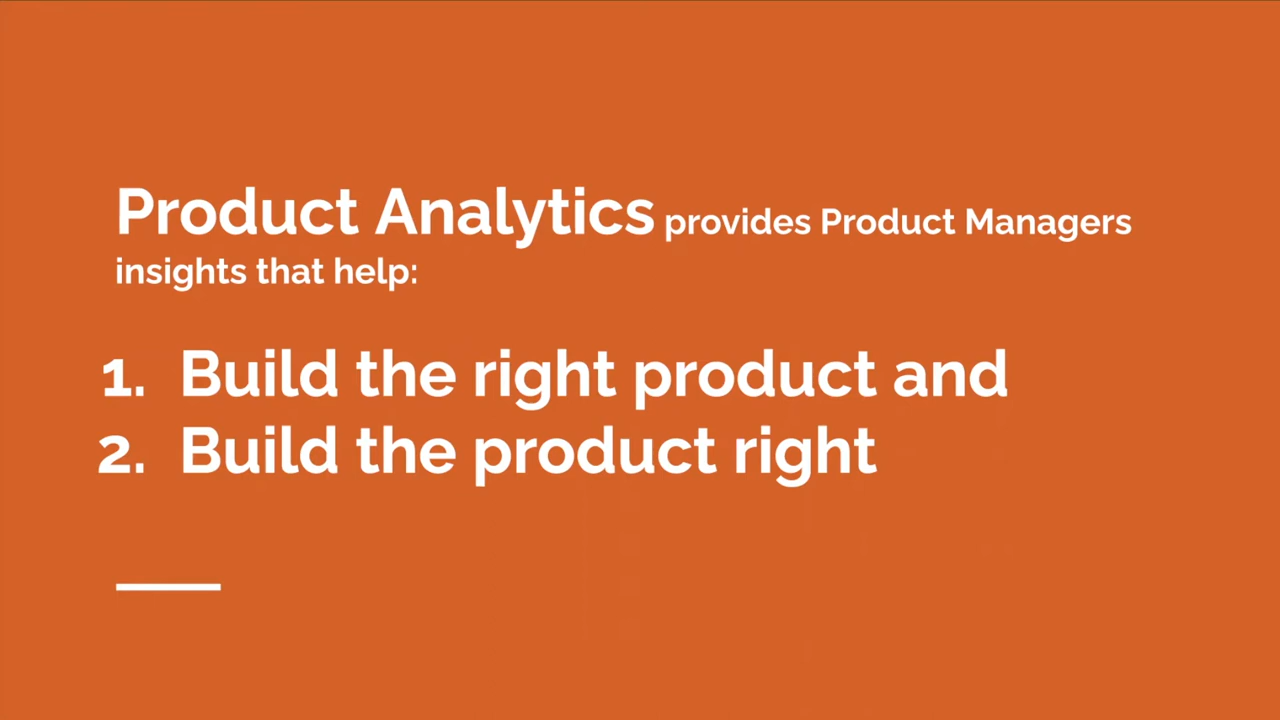 Product Analytics provides Product Managers
insights that help:
1. Build the right product and
2. Build the product right